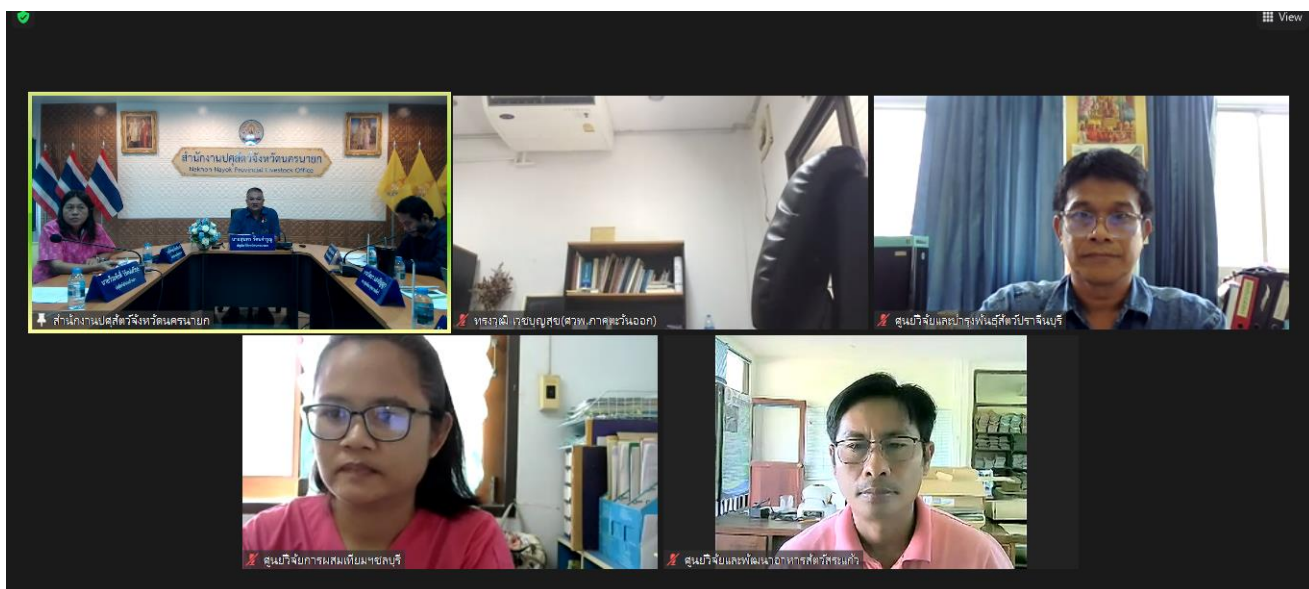 View
สำนักงานปศุสัตว์จังหวัดนครนายก
Nakhon Nayok Provincial Livestock Office
สำนักงานปศุสัตว์จังหวัดนครนายก
ทรงวุฒิ เวชบุญสุข(ศวพ.ภาคตะวันออก)
ศูนย์วิจัยและบำรุงพันธุ์สัตว์ปราจีนบุรี
ศูนย์วิจัยการผสมเทียมฯชลบุรี
ศูนย์วิจัยและพัฒนาอาหารสัตว์สระแก้ว